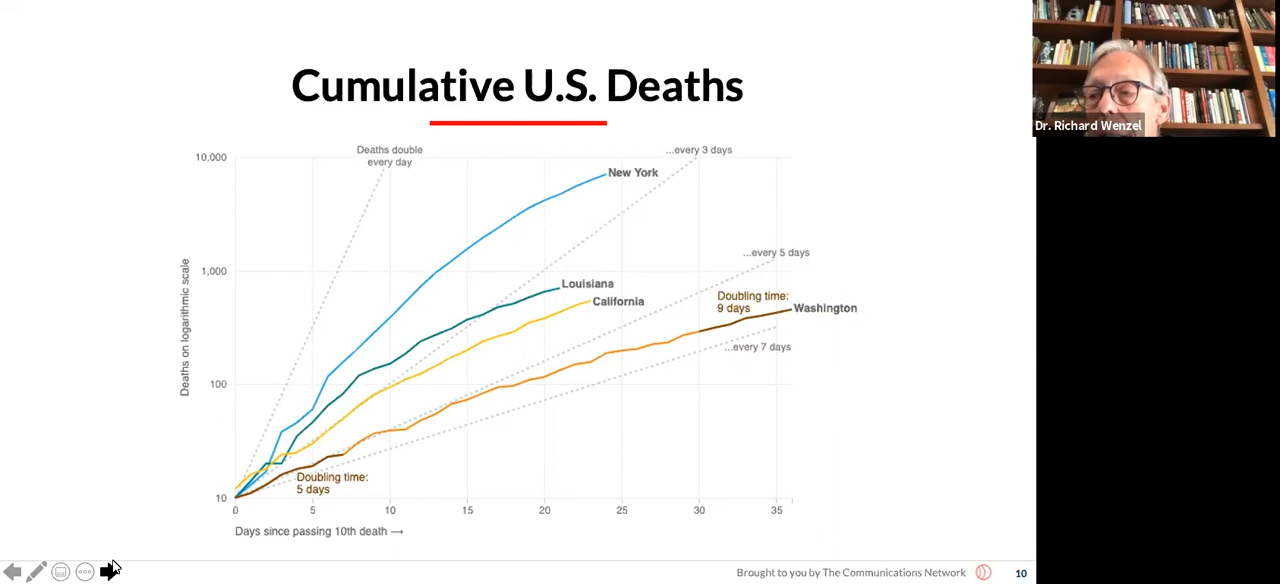 Cumulative U.S. Deaths
Dr. Richard Wenzel
Deaths double
every day
...every 3 days
10,000
New York
...every 5 days
1,000
Louisiana
California
Doubling time:
9 days
Washington
...every 7 days
Deaths on logarithmic scale
100
Doubling time:
5 days
10
0 5 10 15 20 25 30 35
Days since passing 10th death →
Brought to you by The Communications Network
10